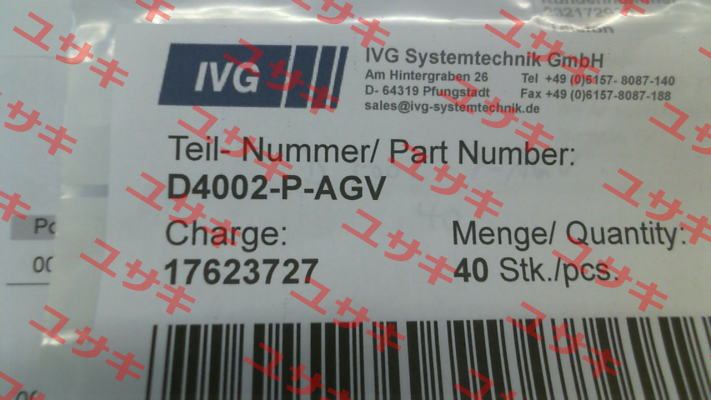 IVG
IVG Systemtechnik GmbH
Am Hintergraben 26 Tel +49 (0)6157- 8087-140
D- 64319 Pfungstadt Fax +49 (0)6157-8087-188
sales@ivg-systemtechnik.de
Teil- Nummer/ Part Number:
D4002-P-AGV
Charge: Menge/ Quantity:
17623727 40 Stk./pcs.
ユサキ